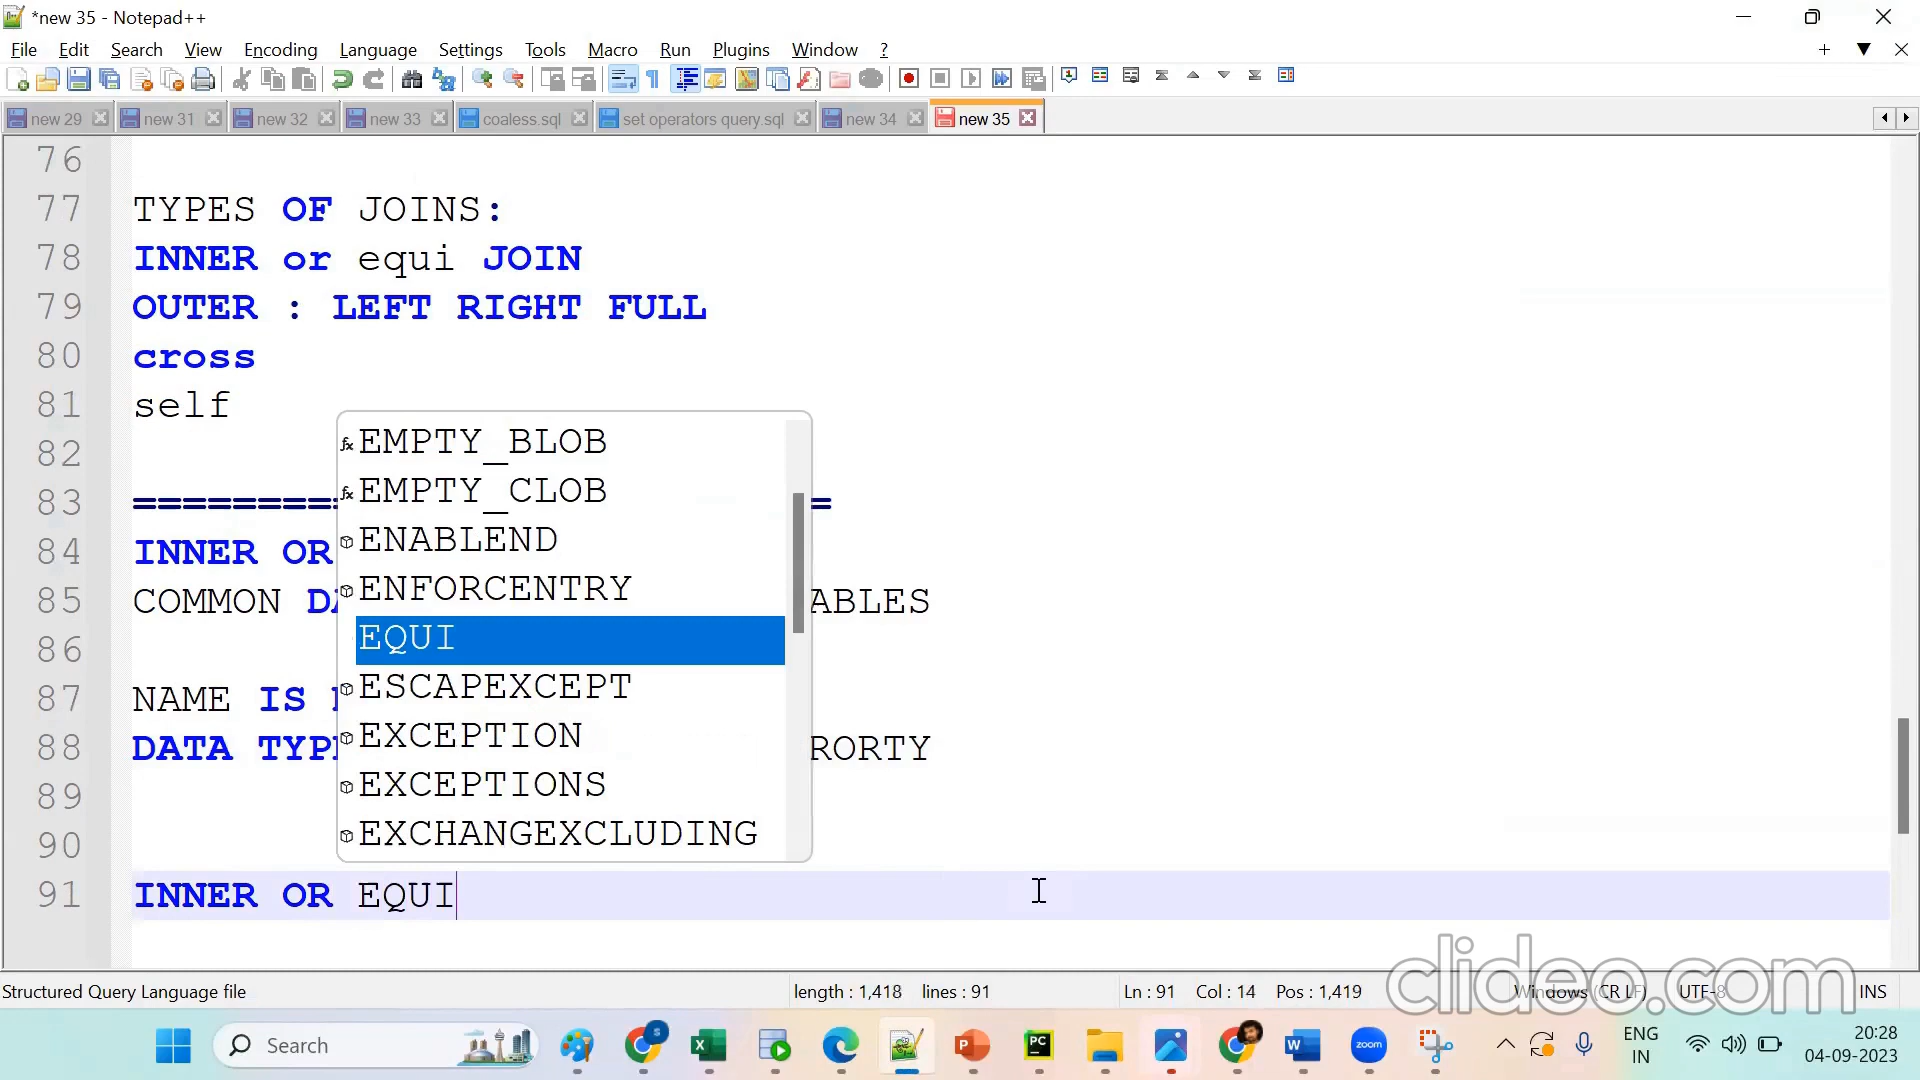 *new 35 - Notepad++
File Edit Search View Encoding Language Settings Tools Macro Run Plugins Window ?
new 29 new 31 new 32 new 33 coaless.sql set operators query.sql new 34 new 35
76
77 TYPES OF JOINS:
78 INNER or equi JOIN
79 OUTER : LEFT RIGHT FULL
80 cross
81 self
82
83 =
84 INNER OR
85 COMMON ABLES
86
87 NAME IS
88 DATA RORTY
89
90
91 INNER OR EQUI
EMPTY_BLOB
EMPTY_CLOB
ENABLEND
ENFORCENTRY
EQUI
ESCAPEXCEPT
EXCEPTION
EXCEPTIONS
EXCHANGEXCLUDING
Structured Query Language file length : 1,418 lines : 91 Ln : 91 Col : 14 Pos : 1,419 Windows (CR LF) UTF-8 INS
clideo.com
Search
zoom
ENG
IN
20:28
04-09-2023